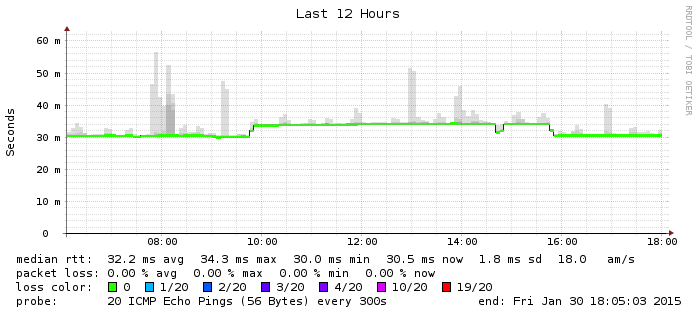 Last 12 Hours
RRDTOOL / TOBI OETIKER
Seconds
60 m
50 m
40 m
30 m
20 m
10 m
0
08:00 10:00 12:00 14:00 16:00 18:00
median rtt: 32.2 ms avg 34.3 ms max 30.0 ms min 30.5 ms now 1.8 ms sd 18.0 am/s
packet loss: 0.00 % avg 0.00 % max 0.00 % min 0.00 % now
loss color: 0 1/20 2/20 3/20 4/20 10/20 19/20
probe: 20 ICMP Echo Pings (56 Bytes) every 300s end: Fri Jan 30 18:05:03 2015